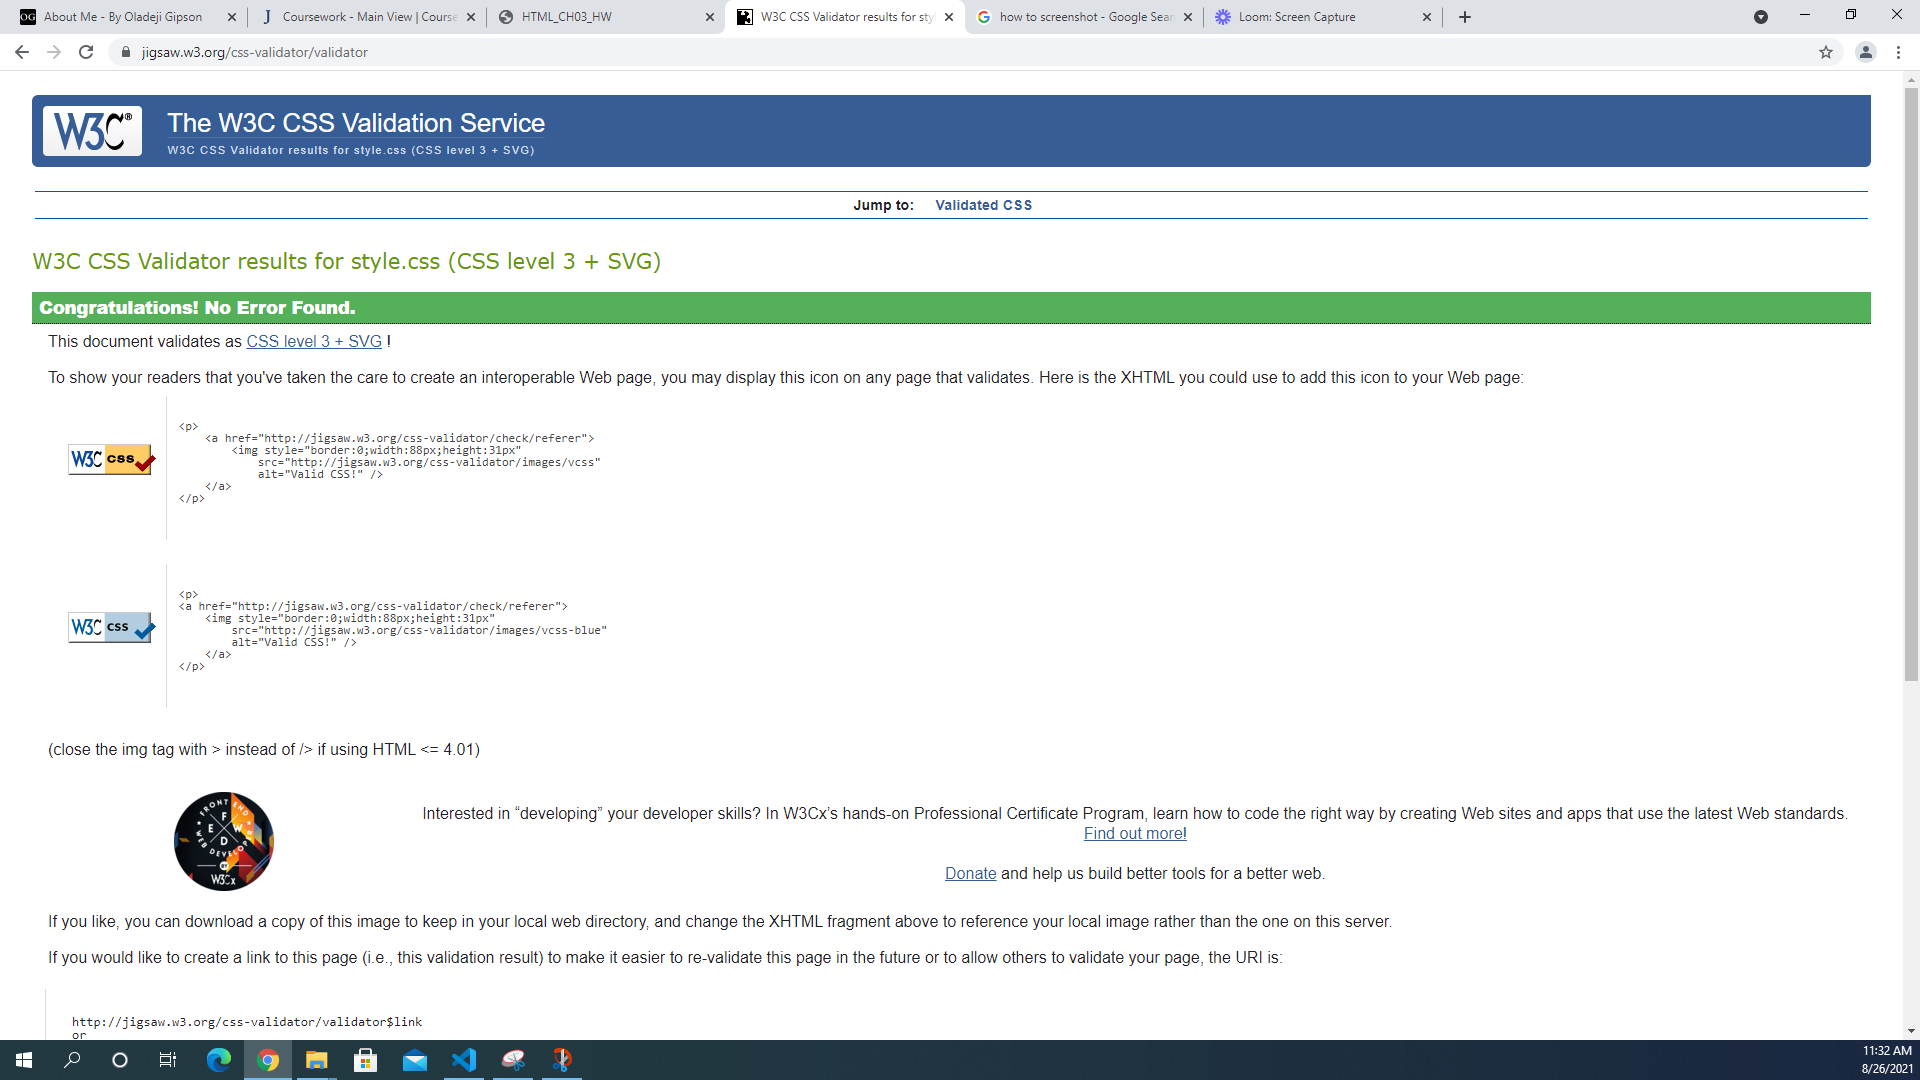 About Me - By Oladeji Gipson
Coursework - Main View | Course
HTML_CH03_HW
W3C CSS Validator results for sty
how to screenshot - Google Sear
Loom: Screen Capture
jigsaw.w3.org/css-validator/validator
W3C®
The W3C CSS Validation Service
W3C CSS Validator results for style.css (CSS level 3 + SVG)
Jump to: Validated CSS
W3C CSS Validator results for style.css (CSS level 3 + SVG)
Congratulations! No Error Found.
This document validates as CSS level 3 + SVG !
To show your readers that you've taken the care to create an interoperable Web page, you may display this icon on any page that validates. Here is the XHTML you could use to add this icon to your Web page:
W3C css
<p>
<a href="http://jigsaw.w3.org/css-validator/check/referer">
<img style="border:0;width:88px;height:31px"
src="http://jigsaw.w3.org/css-validator/images/vcss"
alt="Valid CSS!" />
</a>
</p>
W3C css
<p>
<a href="http://jigsaw.w3.org/css-validator/check/referer">
<img style="border:0;width:88px;height:31px"
src="http://jigsaw.w3.org/css-validator/images/vcss-blue"
alt="Valid CSS!" />
</a>
</p>
(close the img tag with > instead of /> if using HTML <= 4.01)
FRONT END
F
E W
D
WEB DEVELOPER
W3Cx
Interested in “developing” your developer skills? In W3Cx’s hands-on Professional Certificate Program, learn how to code the right way by creating Web sites and apps that use the latest Web standards.
Find out more!
Donate and help us build better tools for a better web.
If you like, you can download a copy of this image to keep in your local web directory, and change the XHTML fragment above to reference your local image rather than the one on this server.
If you would like to create a link to this page (i.e., this validation result) to make it easier to re-validate this page in the future or to allow others to validate your page, the URI is:
http://jigsaw.w3.org/css-validator/validator$link
or
11:32 AM
8/26/2021